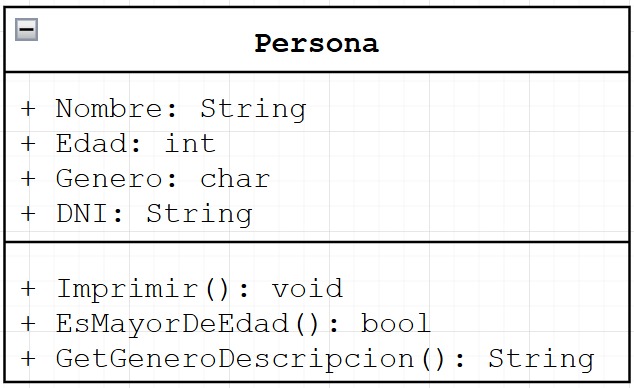 Persona
+ Nombre: String
+ Edad: int
+ Genero: char
+ DNI: String
+ Imprimir(): void
+ EsMayorDeEdad(): bool
+ GetGeneroDescripcion(): String